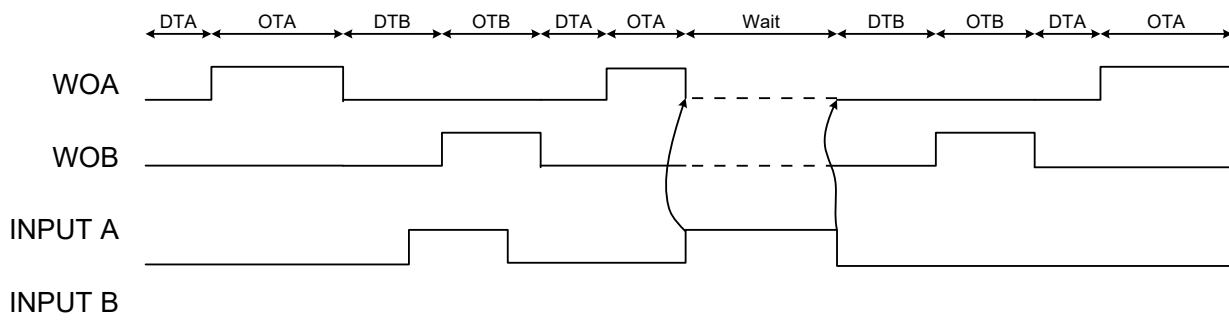 DTA OTA DTB OTB DTA OTA Wait DTB OTB DTA OTA
WOA
WOB
INPUT A
INPUT B